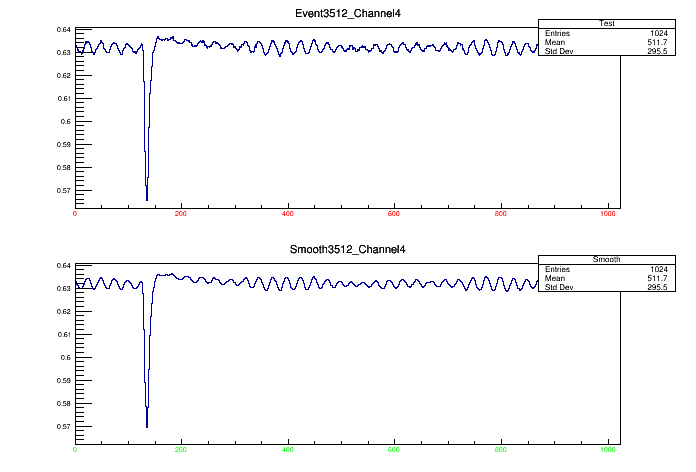 Event3512_Channel4
Test
Entries 1024
Mean 511.7
Std Dev 295.5
0.64
0.63
0.62
0.61
0.6
0.59
0.58
0.57
0 200 400 600 800 1000
Smooth3512_Channel4
Smooth
Entries 1024
Mean 511.7
Std Dev 295.5
0.64
0.63
0.62
0.61
0.6
0.59
0.58
0.57
0 200 400 600 800 1000